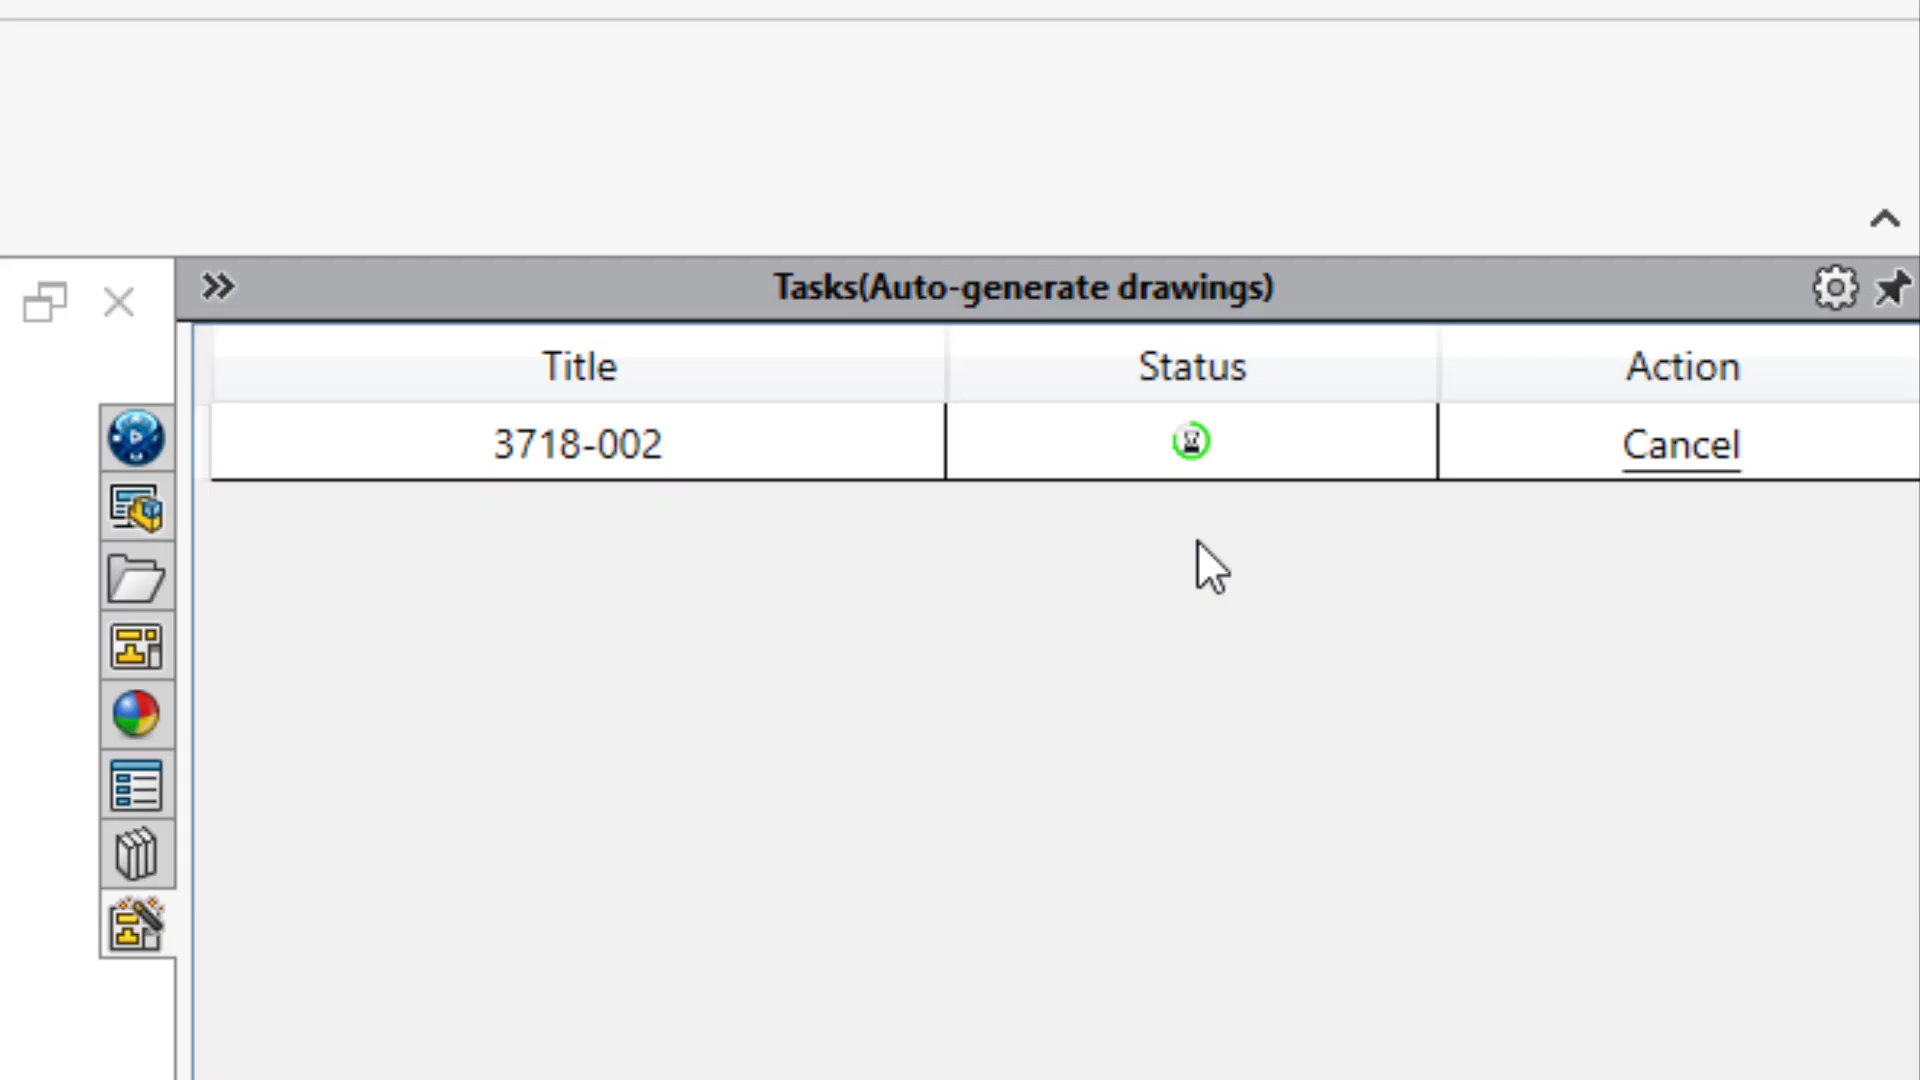 Tasks(Auto-generate drawings)
Title Status Action
3718-002 Cancel